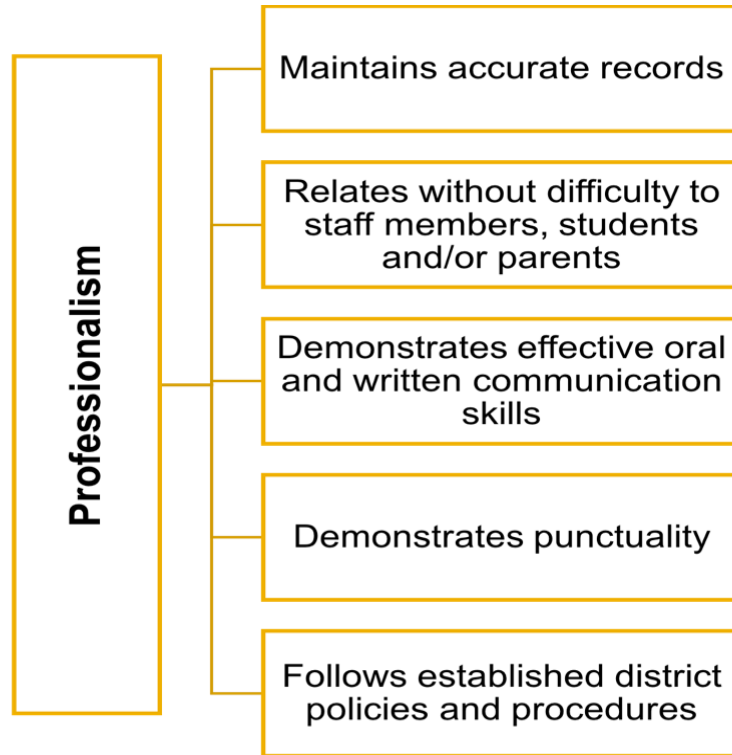 Professionalism
Maintains accurate records
Relates without difficulty to
staff members, students
and/or parents
Demonstrates effective oral
and written communication
skills
Demonstrates punctuality
Follows established district
policies and procedures